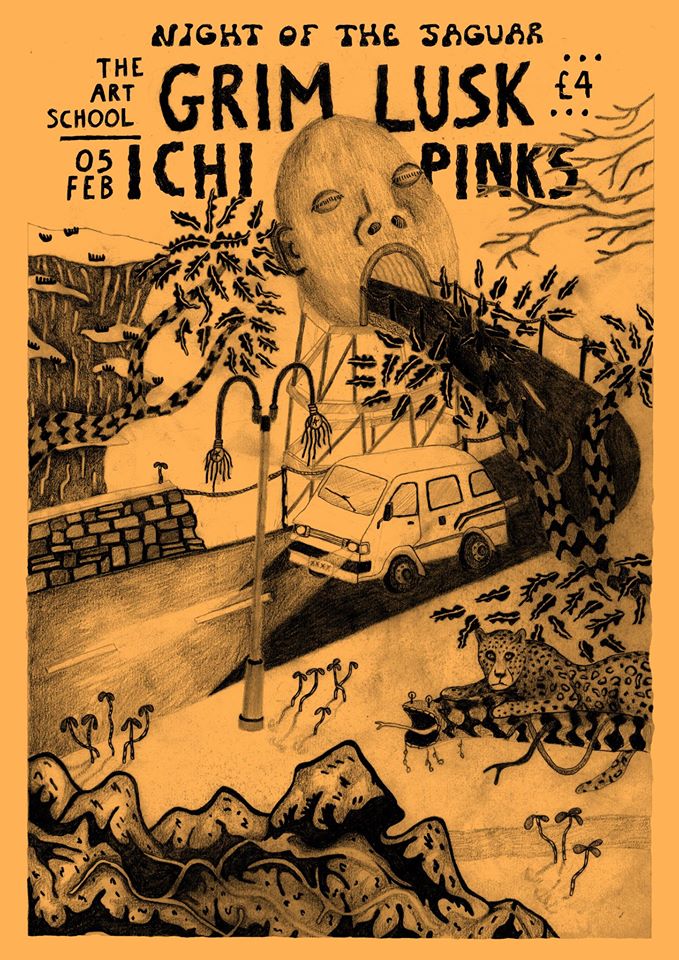 NIGHT OF THE JAGUAR
THE
ART
SCHOOL
GRIM LUSK
£4
05
FEB
ICHI PINKS